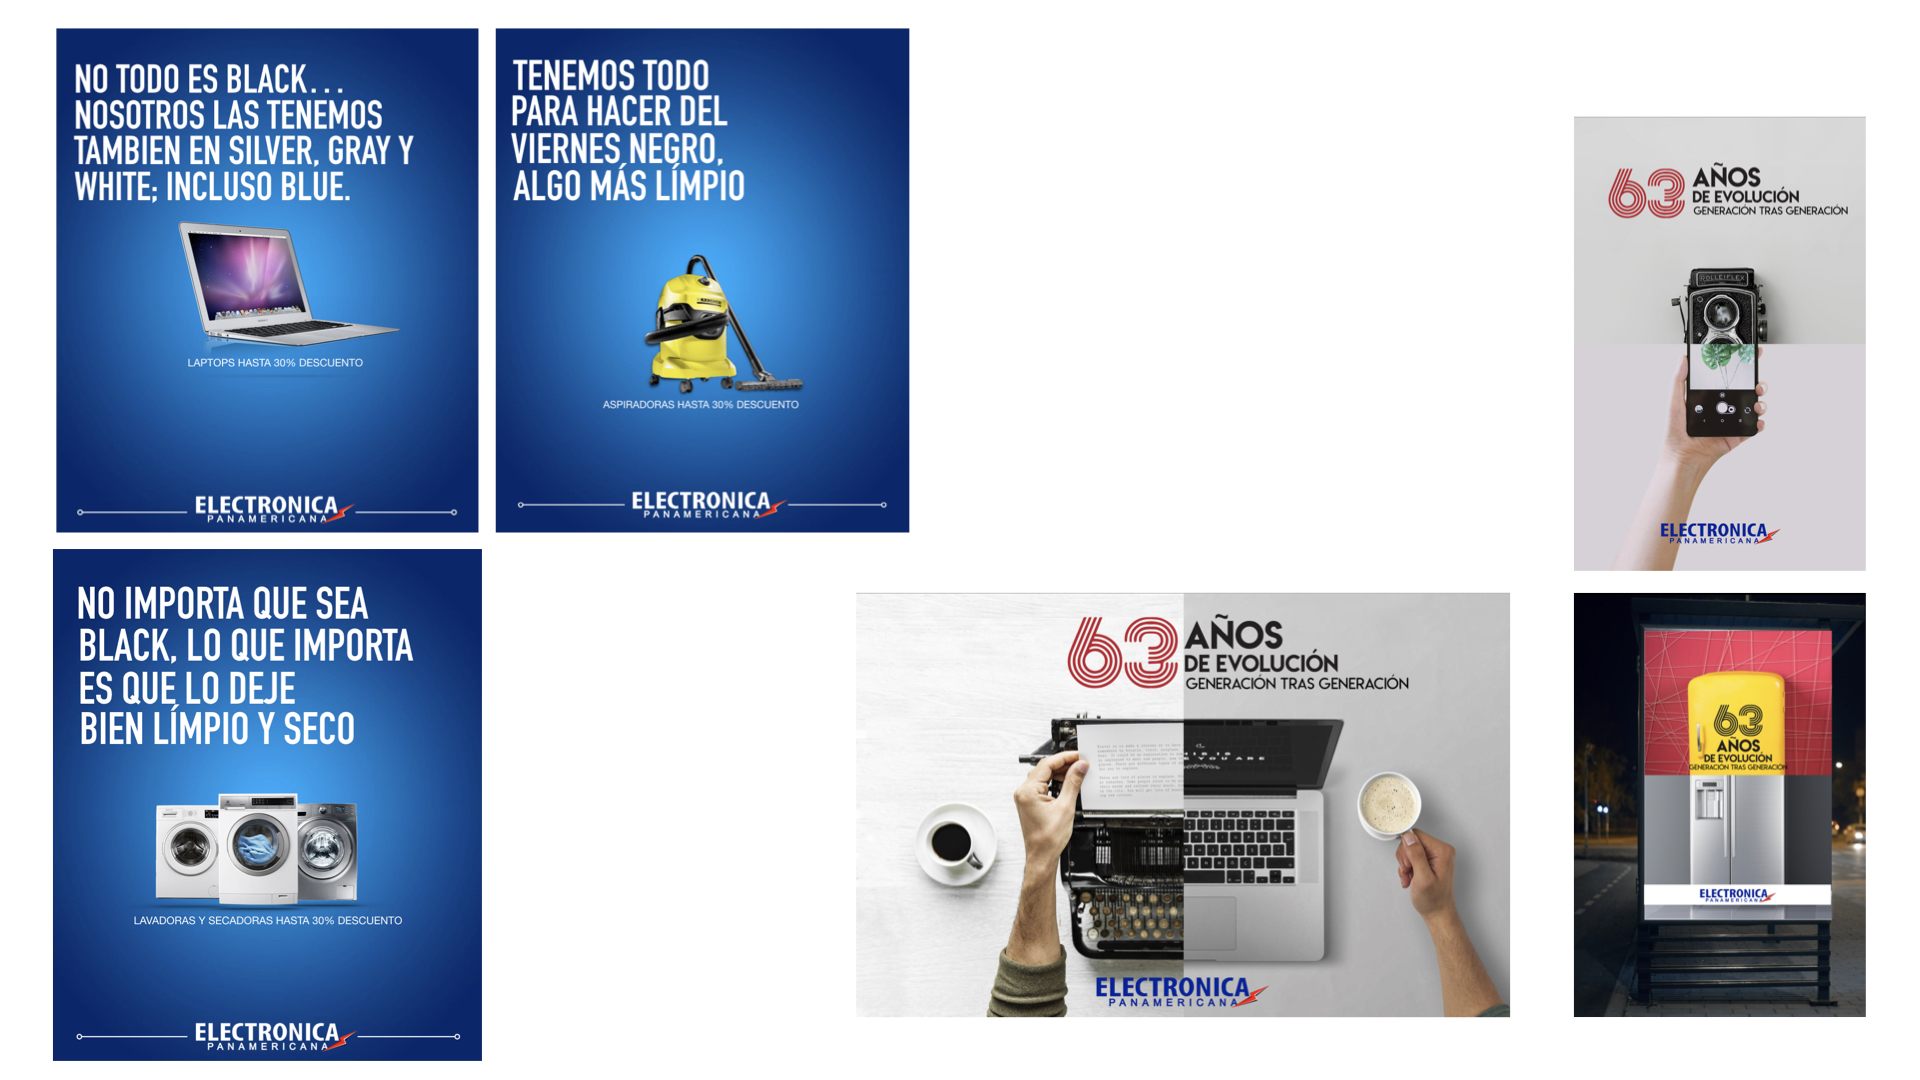 NO TODO ES BLACK...
NOSOTROS LAS TENEMOS
TAMBIEN EN SILVER, GRAY Y
WHITE; INCLUSO BLUE.
LAPTOPS HASTA 30% DESCUENTO
ELECTRONICA
PANAMERICANA
TENEMOS TODO
PARA HACER DEL
VIERNES NEGRO,
ALGO MÁS LÍMPIO
ASPIRADORAS HASTA 30% DESCUENTO
ELECTRONICA
PANAMERICANA
NO IMPORTA QUE SEA
BLACK, LO QUE IMPORTA
ES QUE LO DEJE
BIEN LÍMPIO Y SECO
LAVADORAS Y SECADORAS HASTA 30% DESCUENTO
ELECTRONICA
PANAMERICANA
63 AÑOS
DE EVOLUCIÓN
GENERACIÓN TRAS GENERACIÓN
ROLLEIFLEX
ELECTRONICA
PANAMERICANA
63 AÑOS
DE EVOLUCIÓN
GENERACIÓN TRAS GENERACIÓN
ELECTRONICA
PANAMERICANA
63
AÑOS
DE EVOLUCIÓN
GENERACIÓN TRAS GENERACIÓN
ELECTRONICA
PANAMERICANA